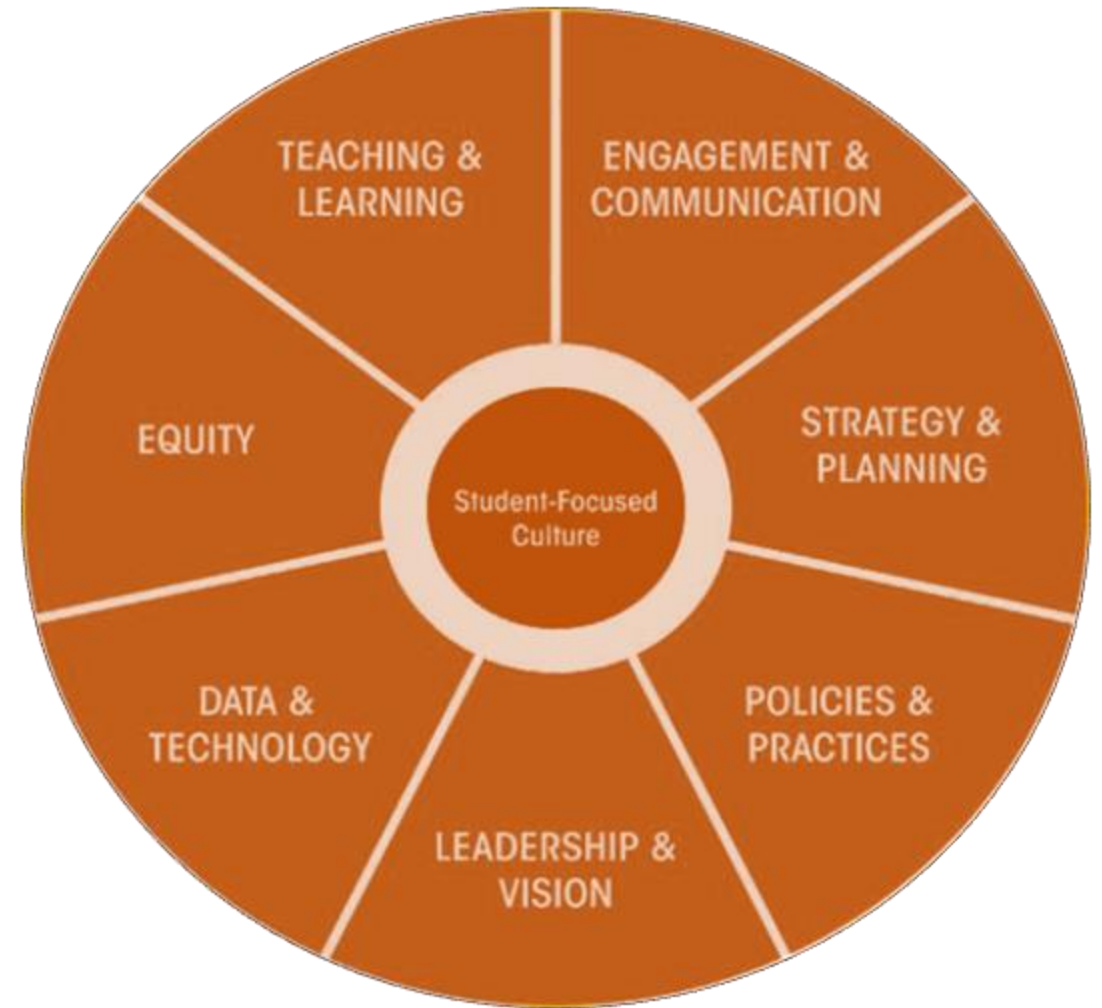 TEACHING &
LEARNING
ENGAGEMENT &
COMMUNICATION
EQUITY
STRATEGY &
PLANNING
Student-Focused
Culture
DATA &
TECHNOLOGY
POLICIES &
PRACTICES
LEADERSHIP &
VISION